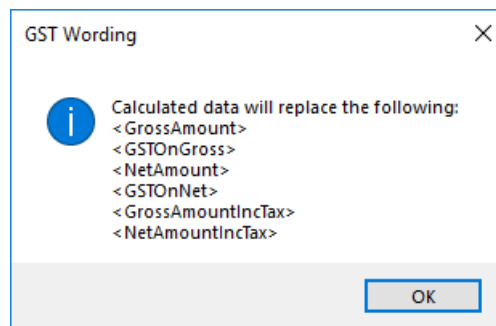 GST Wording
Calculated data will replace the following:
<GrossAmount>
<GSTOnGross>
<NetAmount>
<GSTOnNet>
<GrossAmountIncTax>
<NetAmountIncTax>
OK